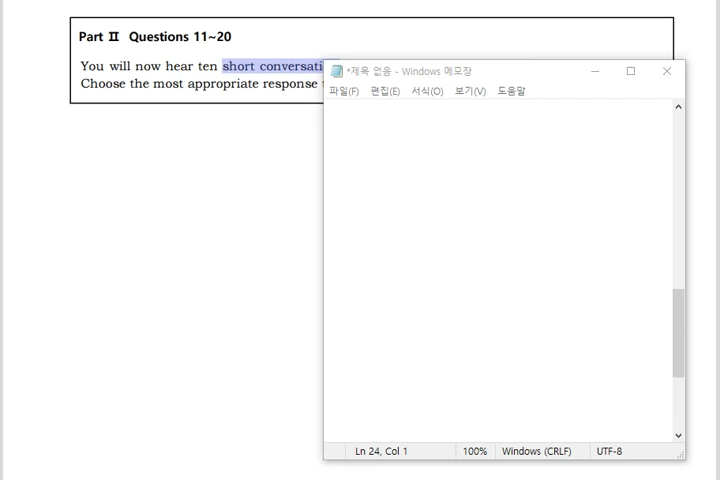 Part Ⅱ Questions 11~20
You will now hear ten short conversati
Choose the most appropriate response
*제목 없음 - Windows 메모장
파일(F) 편집(E) 서식(O) 보기(V) 도움말
Ln 24, Col 1 100% Windows (CRLF) UTF-8